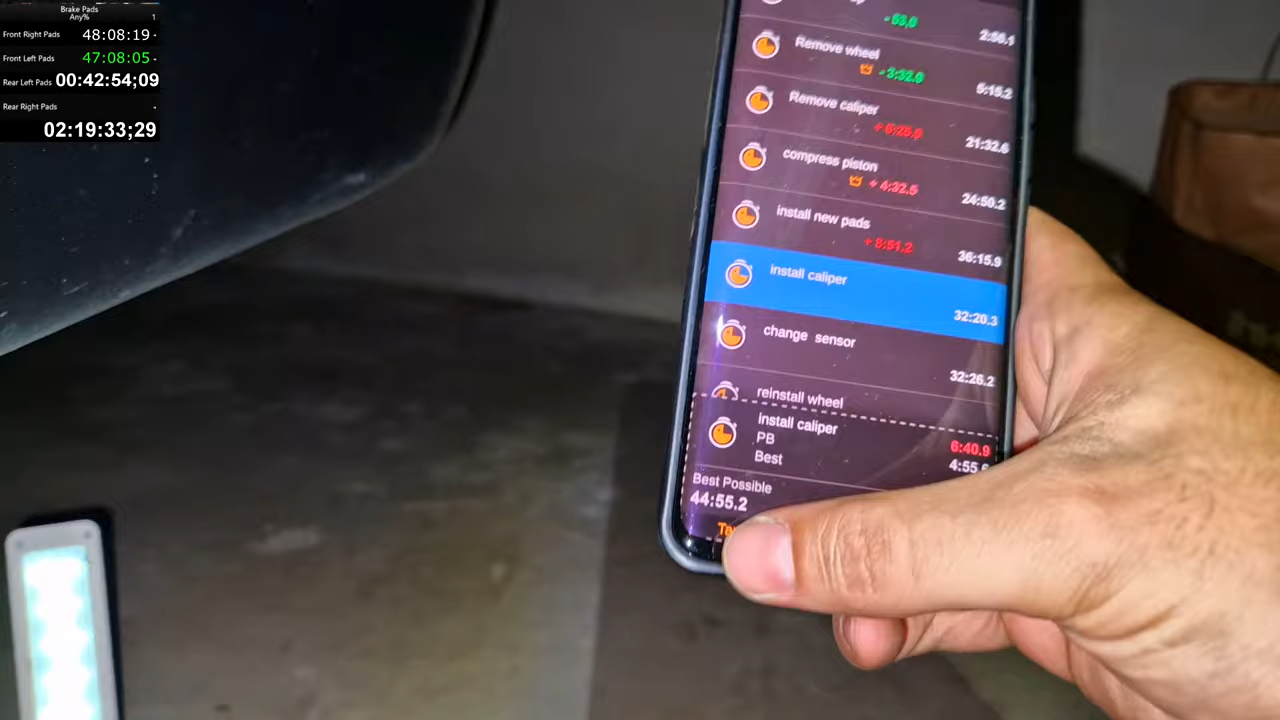 Brake Pads
Any% 1
Front Right Pads 48:08:19 -
Front Left Pads 47:08:05 -
Rear Left Pads 00:42:54,09
Rear Right Pads -
02:19:33;29
- 53,0
2:56.1
Remove wheel
- 3:32.9
5:15.2
Remove caliper
21:32.6
compress piston
+ 4:32.5
24:50.2
install new pads
+ 8:51.2
36:15.9
install caliper
32:20.3
change sensor
32:26.2
reinstall wheel
install caliper
PB 6:40.9
Best 4:55.6
Best Possible
44:55.2